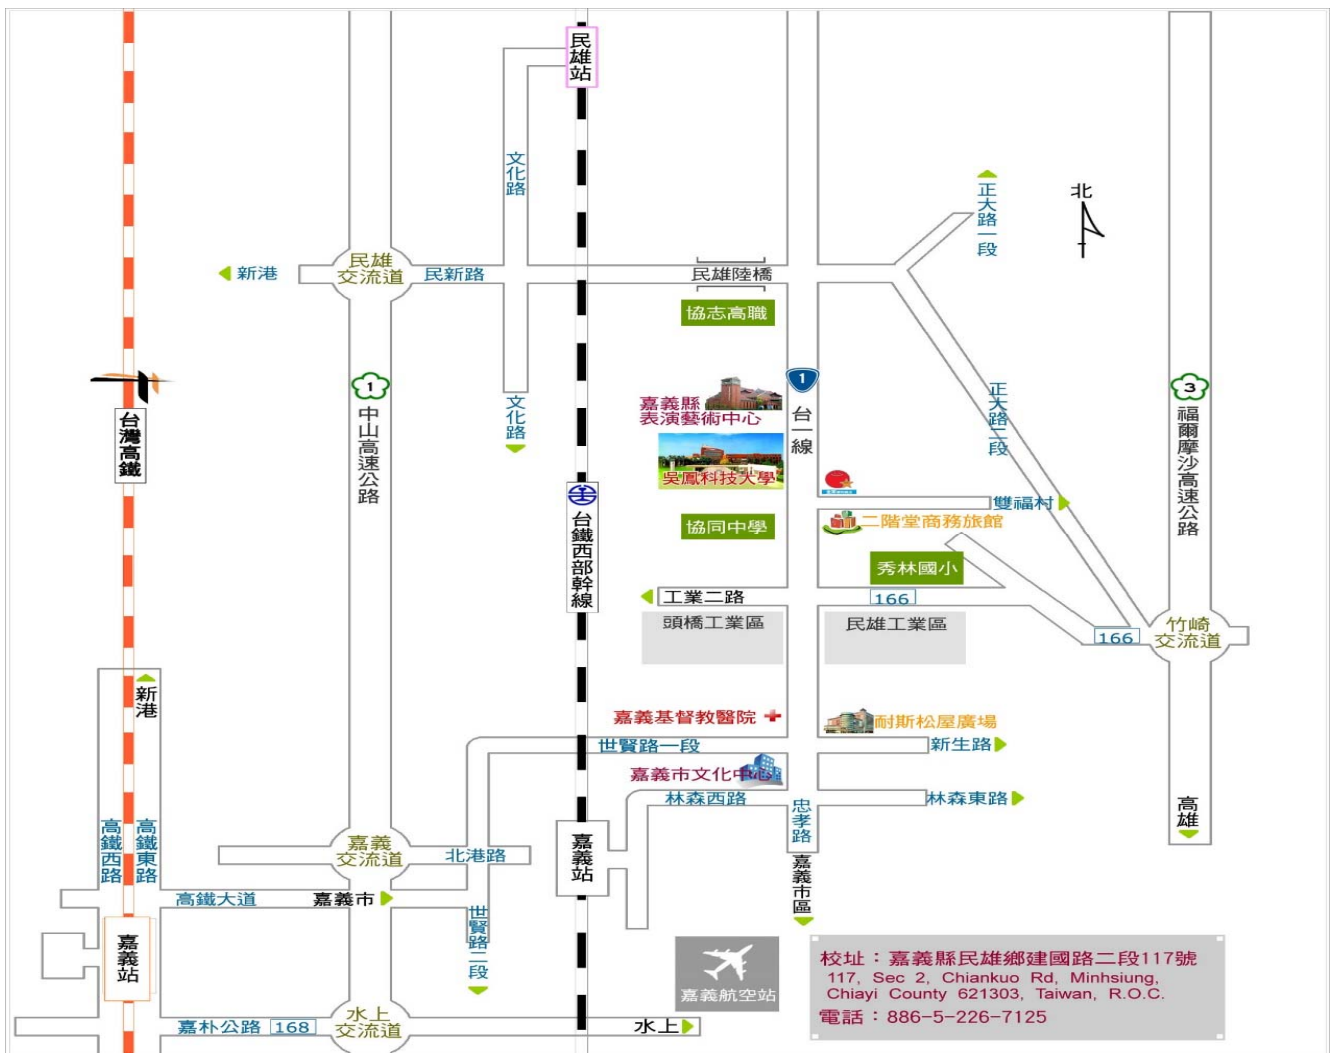 民雄站
文化路
正大路一段
北
新港
民雄
交流道
民新路
民雄陸橋
協志高職
1
中山高速公路
台灣高鐵
文化路
嘉義縣
表演藝術中心
1
台一線
正大路二段
3
福爾摩沙高速公路
吳鳳科技大學
台鐵西部幹線
雙福村
二階堂商務旅館
協同中學
秀林國小
工業二路
166
頭橋工業區
民雄工業區
166
竹崎
交流道
新港
嘉義基督教醫院
耐斯松屋廣場
世賢路一段
新生路
嘉義市文化中心
林森西路
忠孝路
林森東路
高雄
高鐵西路
高鐵東路
嘉義
交流道
北港路
嘉義站
嘉義市區
高鐵大道
嘉義市
世賢路二段
嘉義站
嘉義航空站
校址：嘉義縣民雄鄉建國路二段117號
117, Sec 2, Chiankuo Rd, Minhsiung,
Chiayi County 621303, Taiwan, R.O.C.
電話：886-5-226-7125
嘉朴公路 168
水上
交流道
水上